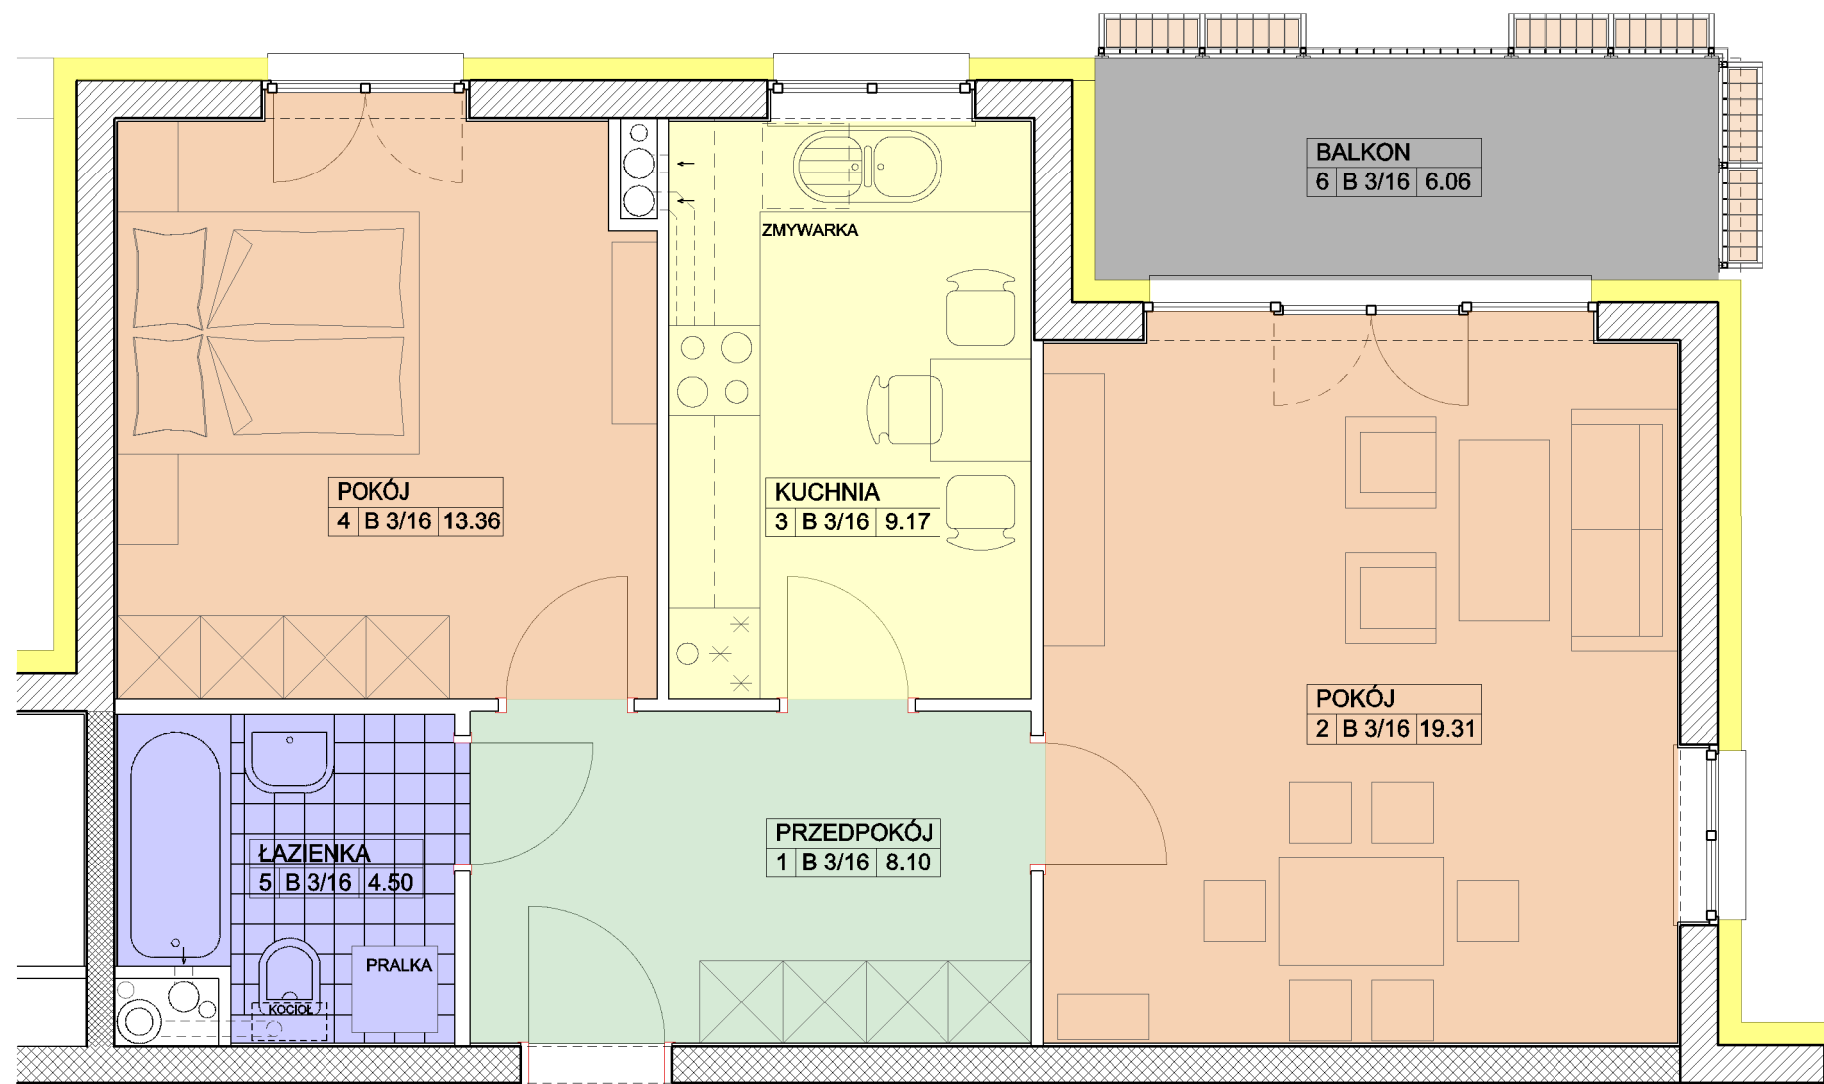 BALKON
6 B 3/16 6.06
ZMYWARKA
POKÓJ
4 B 3/16 13.36
KUCHNIA
3 B 3/16 9.17
POKÓJ
2 B 3/16 19.31
PRZEDPOKÓJ
1 B 3/16 8.10
ŁAZIENKA
5 B 3/16 4.50
PRALKA
KOCIOŁ